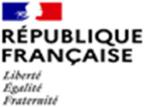 RÉPUBLIQUE
FRANÇAISE
Liberté
Égalité
Fraternité